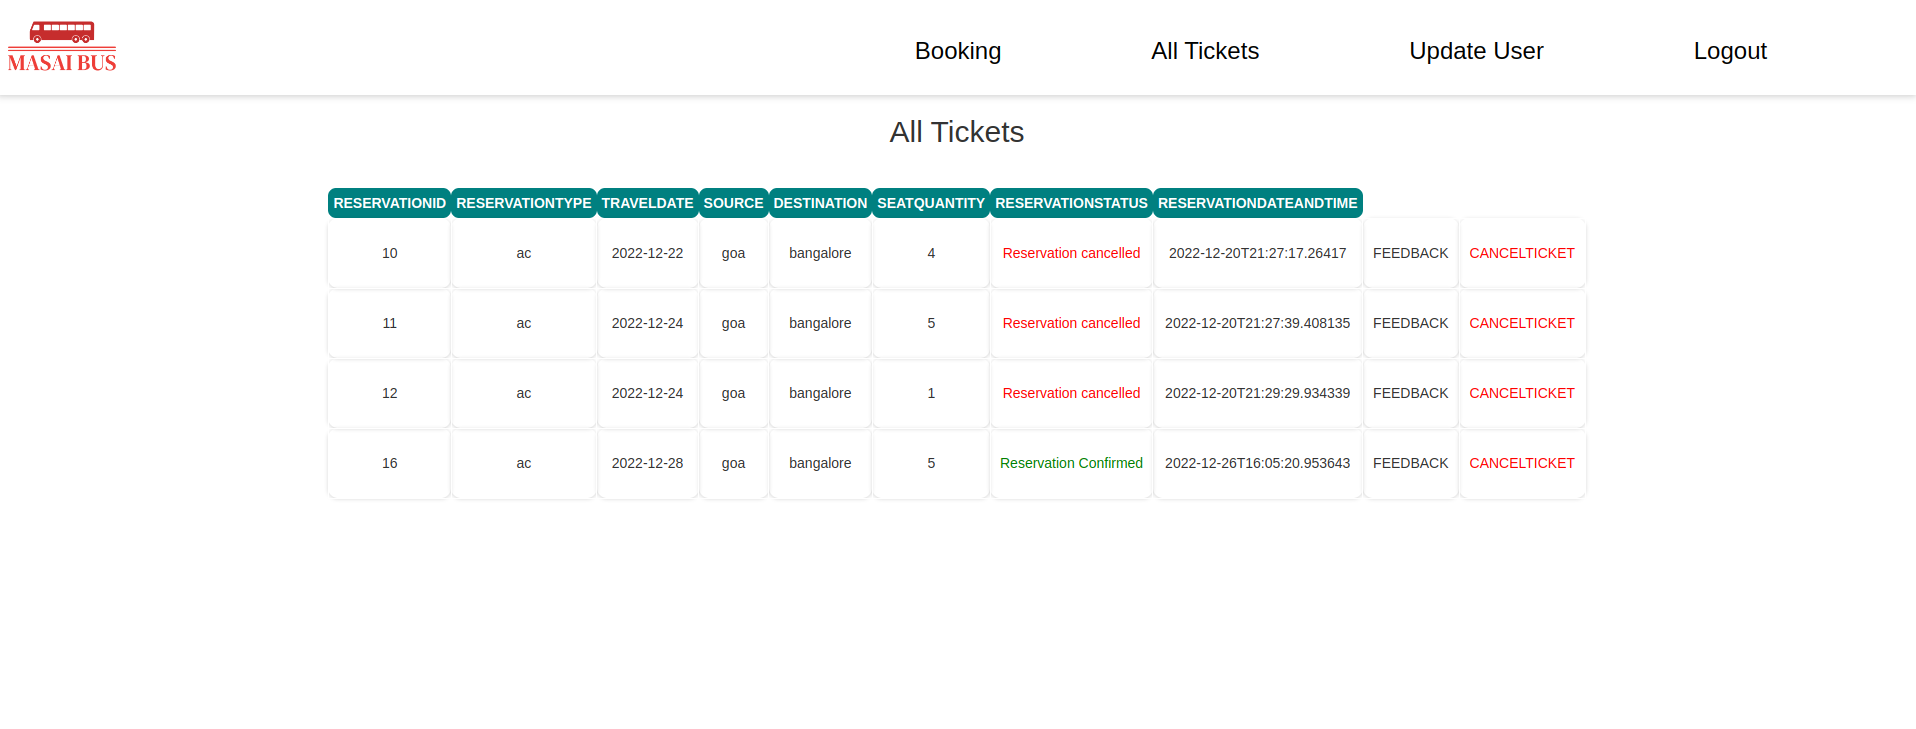 MASAI BUS
Booking All Tickets Update User Logout
All Tickets
RESERVATIONID RESERVATIONTYPE TRAVELDATE SOURCE DESTINATION SEATQUANTITY RESERVATIONSTATUS RESERVATIONDATEANDTIME
10 ac 2022-12-22 goa bangalore 4 Reservation cancelled 2022-12-20T21:27:17.26417 FEEDBACK CANCELTICKET
11 ac 2022-12-24 goa bangalore 5 Reservation cancelled 2022-12-20T21:27:39.408135 FEEDBACK CANCELTICKET
12 ac 2022-12-24 goa bangalore 1 Reservation cancelled 2022-12-20T21:29:29.934339 FEEDBACK CANCELTICKET
16 ac 2022-12-28 goa bangalore 5 Reservation Confirmed 2022-12-26T16:05:20.953643 FEEDBACK CANCELTICKET